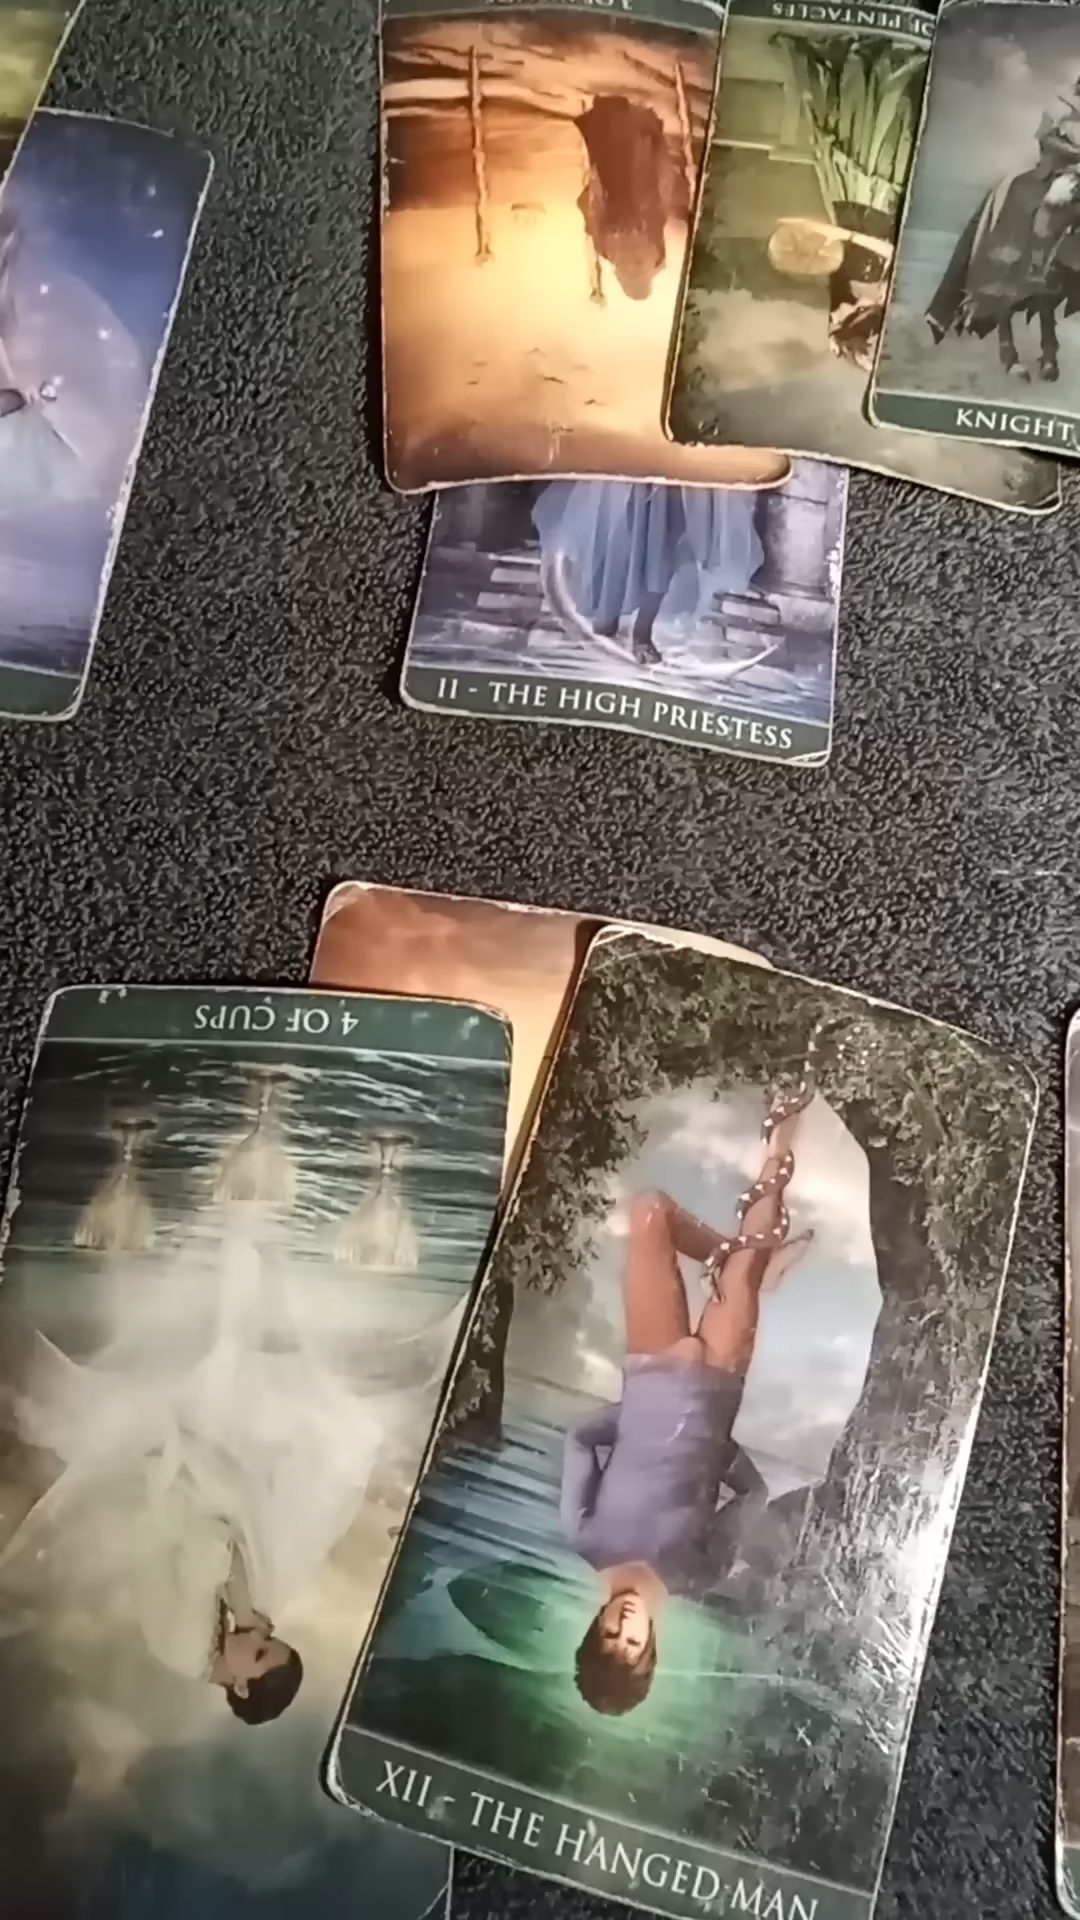 OF PENTACLES
KNIGHT
II - THE HIGH PRIESTESS
4 OF CUPS
XII - THE HANGED MAN